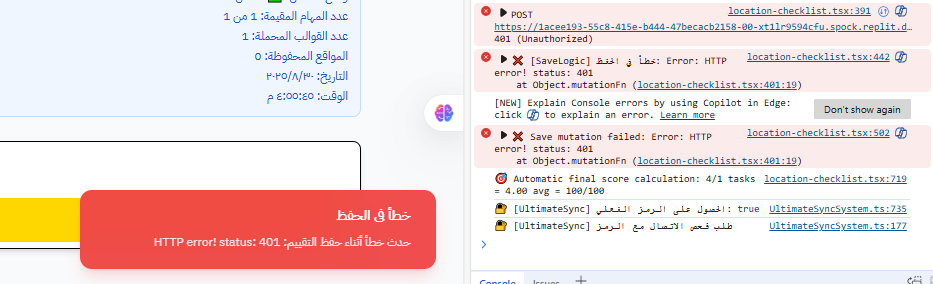 عدد المهام المقيمة: 1 من 1
عدد القوالب المحملة: 1
المواقع المحفوظة: 0
التاريخ: ٣٠‏/٨‏/٢٠٢٥
الوقت: ٤:٥٥:٤٥ م
خطأ في الحفظ
حدث خطأ أثناء حفظ التقييم: HTTP error! status: 401
POST location-checklist.tsx:391
https://1acee193-55c8-415e-b444-47becacb2158-00-xt1lr9594cfu.spock.replit.d…
401 (Unauthorized)
❌ [SaveLogic] خطأ في الحفظ: Error: HTTP location-checklist.tsx:442
error! status: 401
at Object.mutationFn (location-checklist.tsx:401:19)
[NEW] Explain Console errors by using Copilot in Edge: Don't show again
click to explain an error. Learn more
❌ Save mutation failed: Error: HTTP location-checklist.tsx:502
error! status: 401
at Object.mutationFn (location-checklist.tsx:401:19)
🎯 Automatic final score calculation: 4/1 tasks location-checklist.tsx:719
= 4.00 avg = 100/100
🔐 [UltimateSync] الحصول على الرمز الفعلي: true UltimateSyncSystem.ts:735
🔐 [UltimateSync] طلب فحص الاتصال مع الرمز UltimateSyncSystem.ts:177
Console Issues